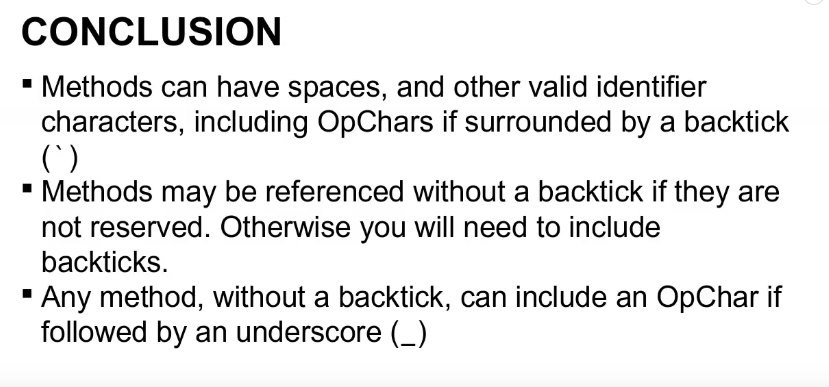 CONCLUSION
▪ Methods can have spaces, and other valid identifier
characters, including OpChars if surrounded by a backtick
(`)
▪ Methods may be referenced without a backtick if they are
not reserved. Otherwise you will need to include
backticks.
▪ Any method, without a backtick, can include an OpChar if
followed by an underscore (_)